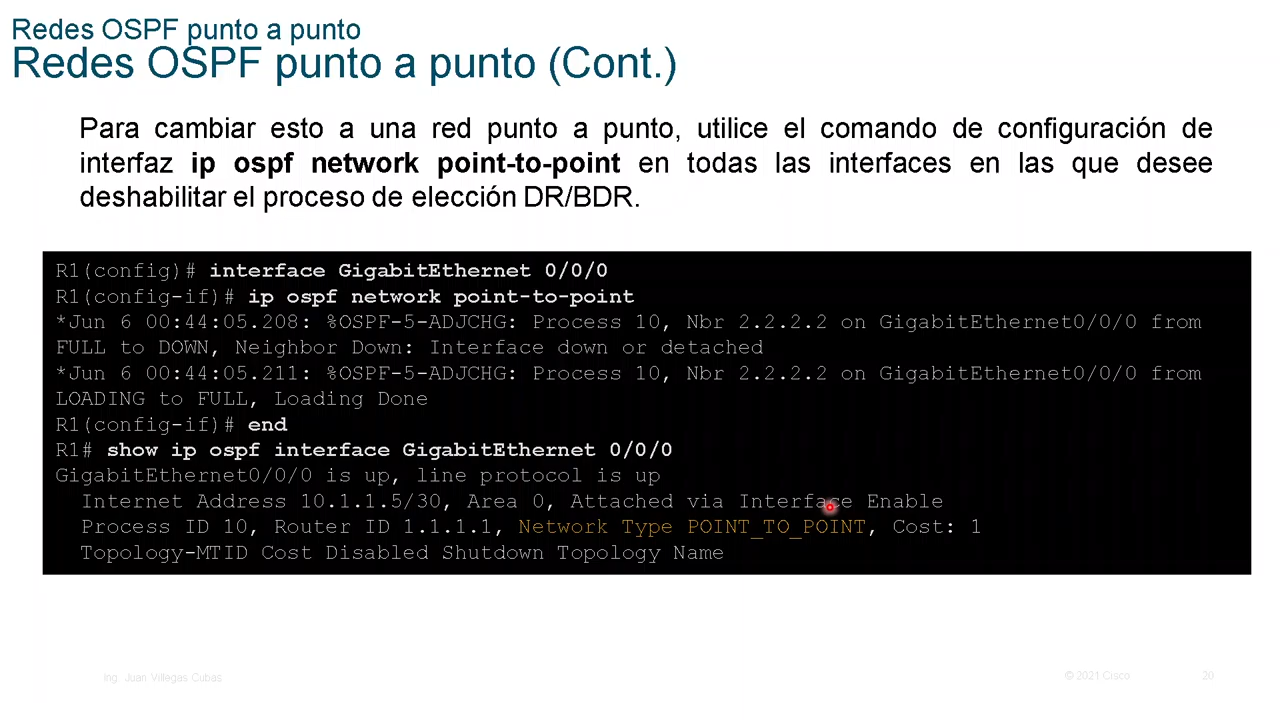 Redes OSPF punto a punto
Redes OSPF punto a punto (Cont.)
Para cambiar esto a una red punto a punto, utilice el comando de configuración de
interfaz ip ospf network point-to-point en todas las interfaces en las que desee
deshabilitar el proceso de elección DR/BDR.
R1(config)# interface GigabitEthernet 0/0/0
R1(config-if)# ip ospf network point-to-point
*Jun 6 00:44:05.208: %OSPF-5-ADJCHG: Process 10, Nbr 2.2.2.2 on GigabitEthernet0/0/0 from
FULL to DOWN, Neighbor Down: Interface down or detached
*Jun 6 00:44:05.211: %OSPF-5-ADJCHG: Process 10, Nbr 2.2.2.2 on GigabitEthernet0/0/0 from
LOADING to FULL, Loading Done
R1(config-if)# end
R1# show ip ospf interface GigabitEthernet 0/0/0
GigabitEthernet0/0/0 is up, line protocol is up
Internet Address 10.1.1.5/30, Area 0, Attached via Interface Enable
Process ID 10, Router ID 1.1.1.1, Network Type POINT_TO_POINT, Cost: 1
Topology-MTID Cost Disabled Shutdown Topology Name
Ing. Juan Villegas Cubas
© 2021 Cisco
20